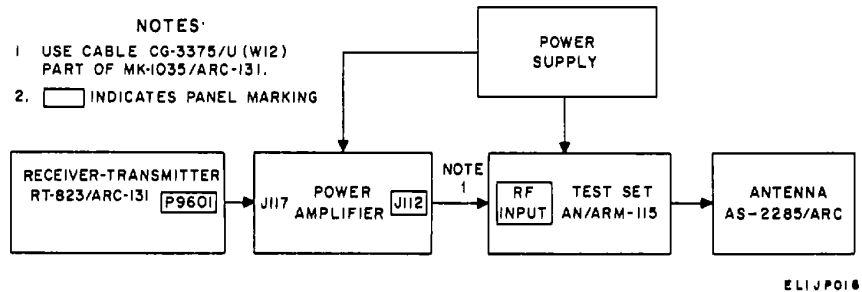 NOTES:
1 USE CABLE CG-3375/U (W12)
PART OF MK-1035/ARC-131.
2. INDICATES PANEL MARKING
POWER
SUPPLY
RECEIVER-TRANSMITTER
RT-823/ARC-131
P9601
J117
POWER
AMPLIFIER
J112
NOTE
1
RF
INPUT
TEST SET
AN/ARM-115
ANTENNA
AS-2285/ARC
ELIJP016